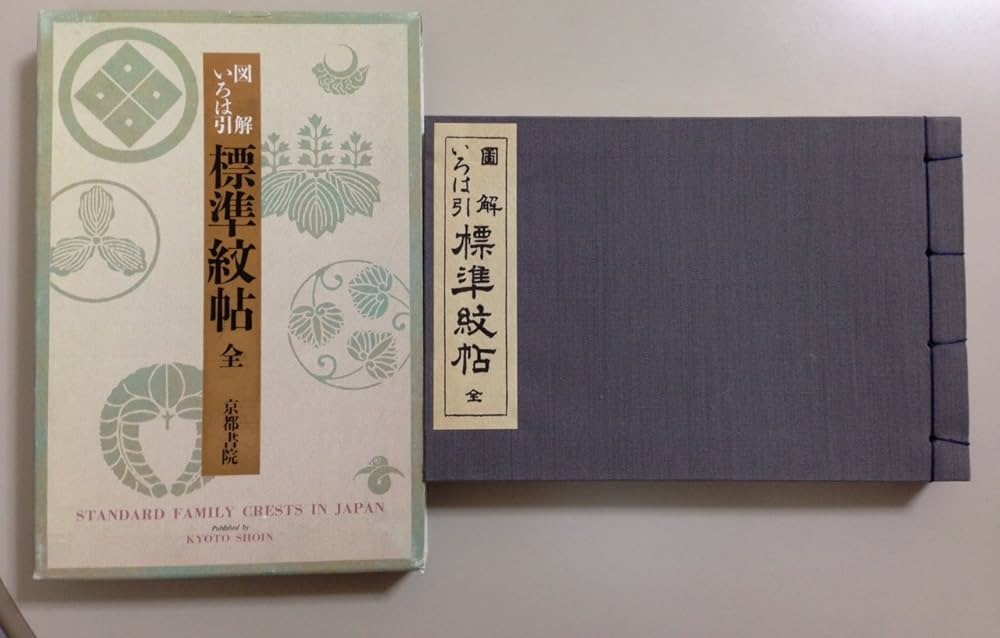 図解
いろは引
標準紋帖
全
京都書院
STANDARD FAMILY CRESTS IN JAPAN
Published by
KYOTO SHOIN
圖解
いろは引
標準紋帖
全